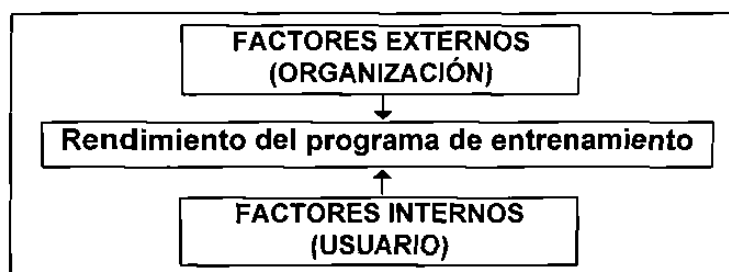 FACTORES EXTERNOS
(ORGANIZACIÓN)
Rendimiento del programa de entrenamiento
FACTORES INTERNOS
(USUARIO)